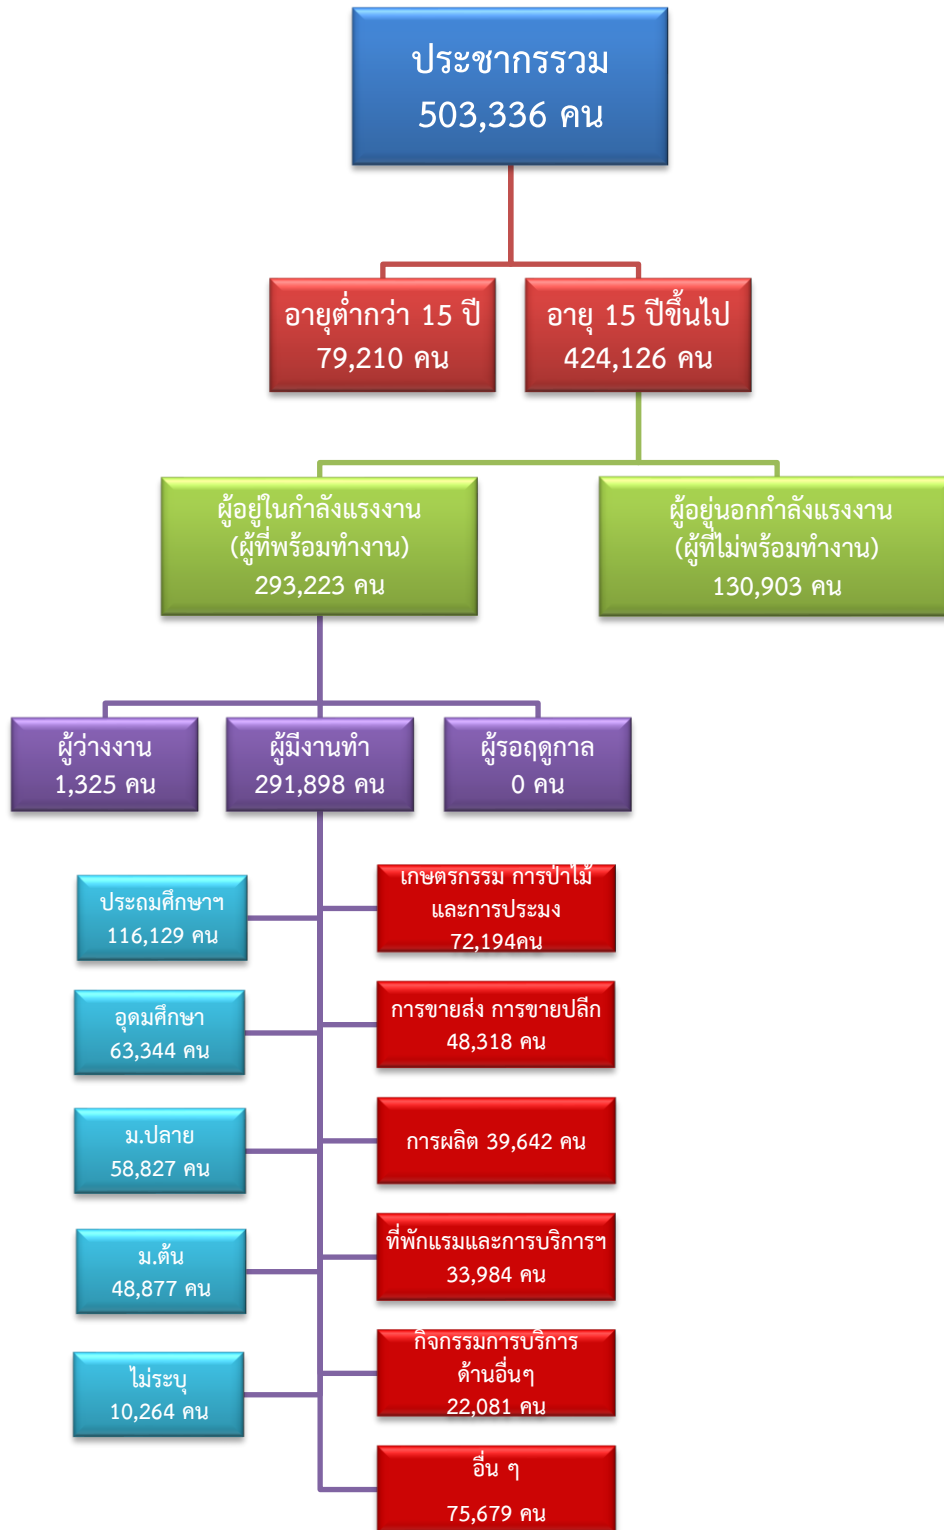 ประชากรรวม
503,336 คน
อายุต่ำกว่า 15 ปี
79,210 คน
อายุ 15 ปีขึ้นไป
424,126 คน
ผู้อยู่ในกำลังแรงงาน
(ผู้ที่พร้อมทำงาน)
293,223 คน
ผู้อยู่นอกกำลังแรงงาน
(ผู้ที่ไม่พร้อมทำงาน)
130,903 คน
ผู้ว่างงาน
1,325 คน
ผู้มีงานทำ
291,898 คน
ผู้รอฤดูกาล
0 คน
ประถมศึกษาฯ
116,129 คน
อุดมศึกษา
63,344 คน
ม.ปลาย
58,827 คน
ม.ต้น
48,877 คน
ไม่ระบุ
10,264 คน
เกษตรกรรม การป่าไม้
และการประมง
72,194คน
การขายส่ง การขายปลีก
48,318 คน
การผลิต 39,642 คน
ที่พักแรมและการบริการฯ
33,984 คน
กิจกรรมการบริการ
ด้านอื่นๆ
22,081 คน
อื่น ๆ
75,679 คน